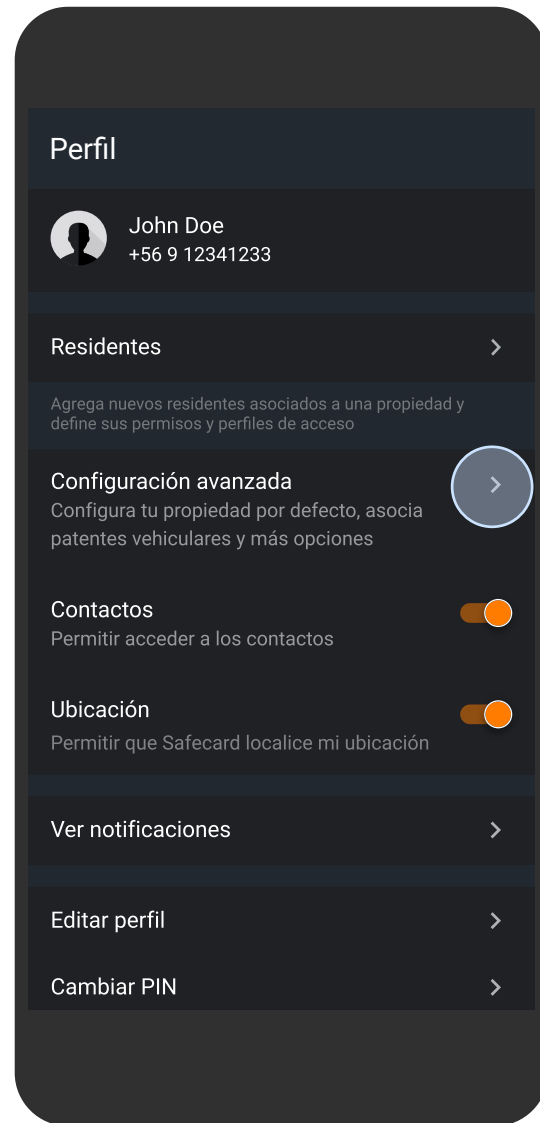 Perfil
John Doe
+56 9 12341233
Residentes
Agrega nuevos residentes asociados a una propiedad y
define sus permisos y perfiles de acceso
Configuración avanzada
Configura tu propiedad por defecto, asocia
patentes vehiculares y más opciones
Contactos
Permitir acceder a los contactos
Ubicación
Permitir que Safecard localice mi ubicación
Ver notificaciones
Editar perfil
Cambiar PIN